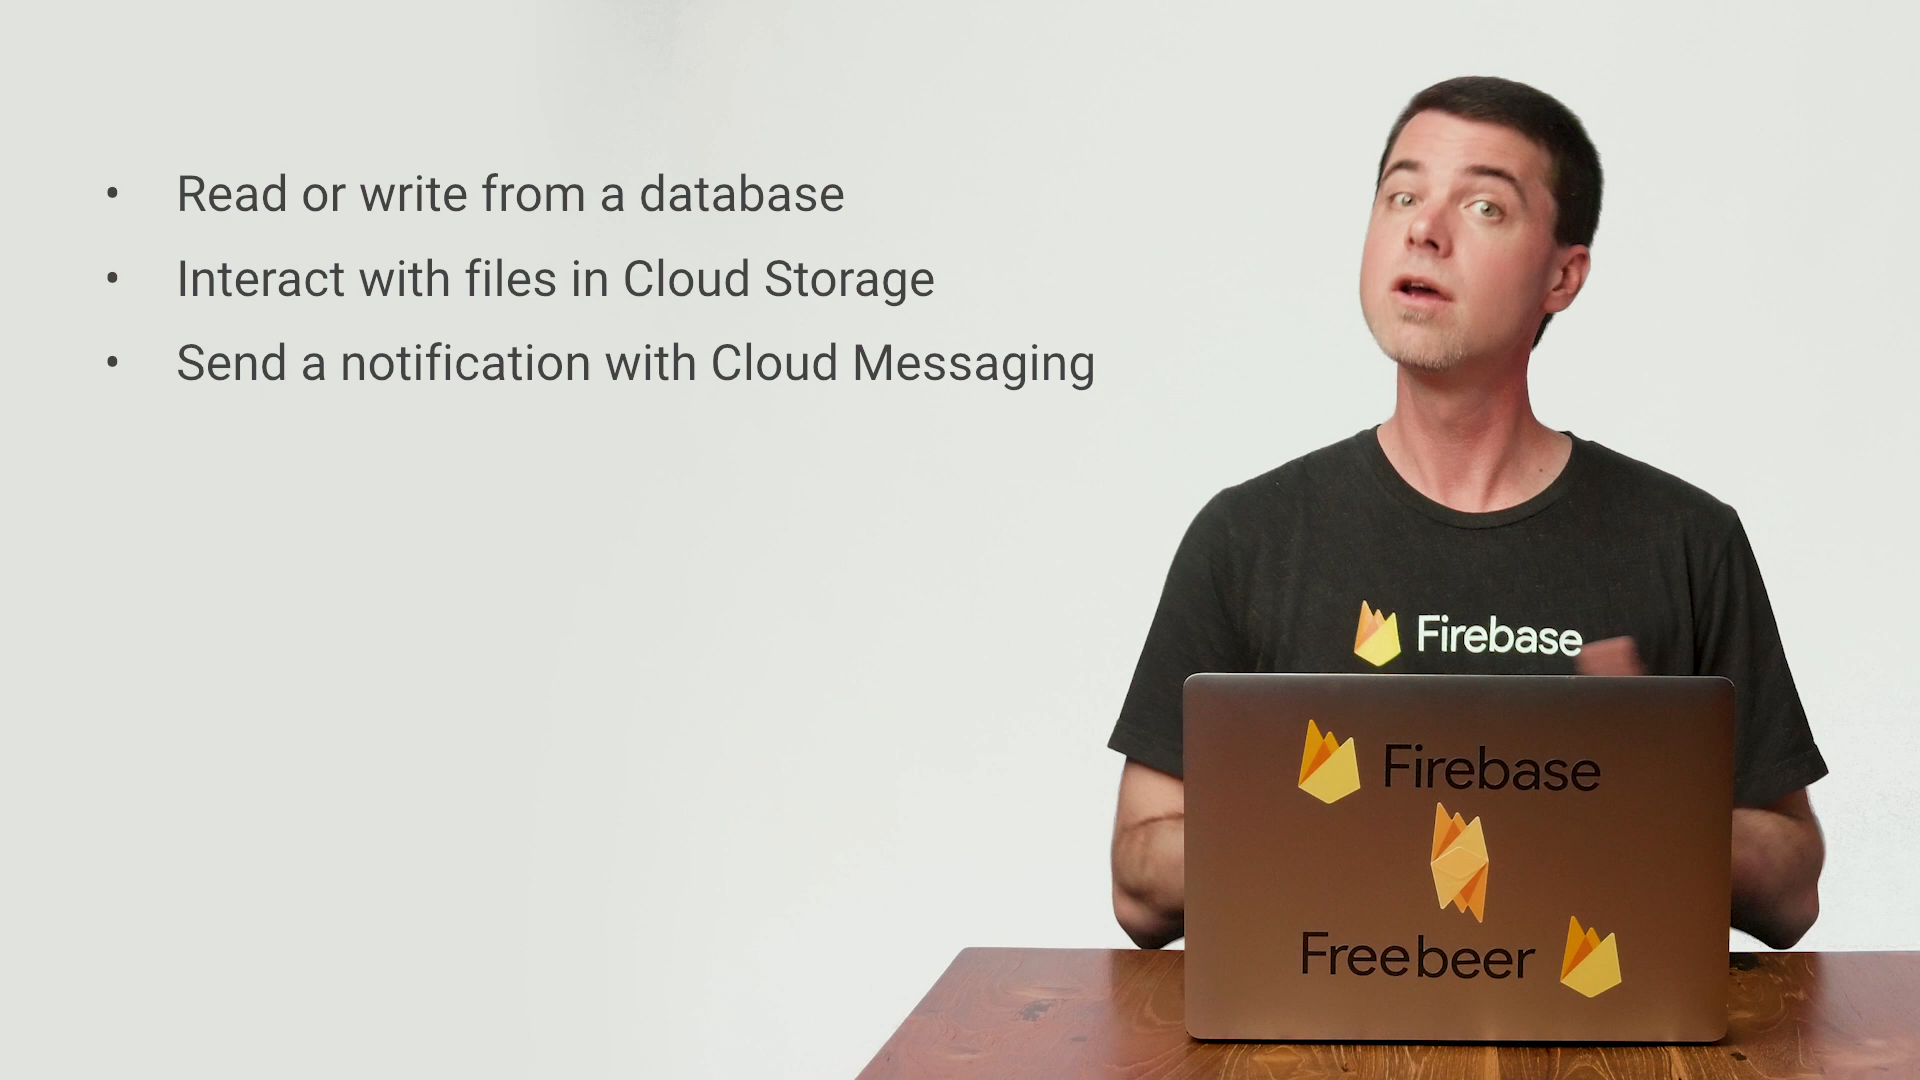 • Read or write from a database
• Interact with files in Cloud Storage
• Send a notification with Cloud Messaging
Firebase
Firebase
Freebeer